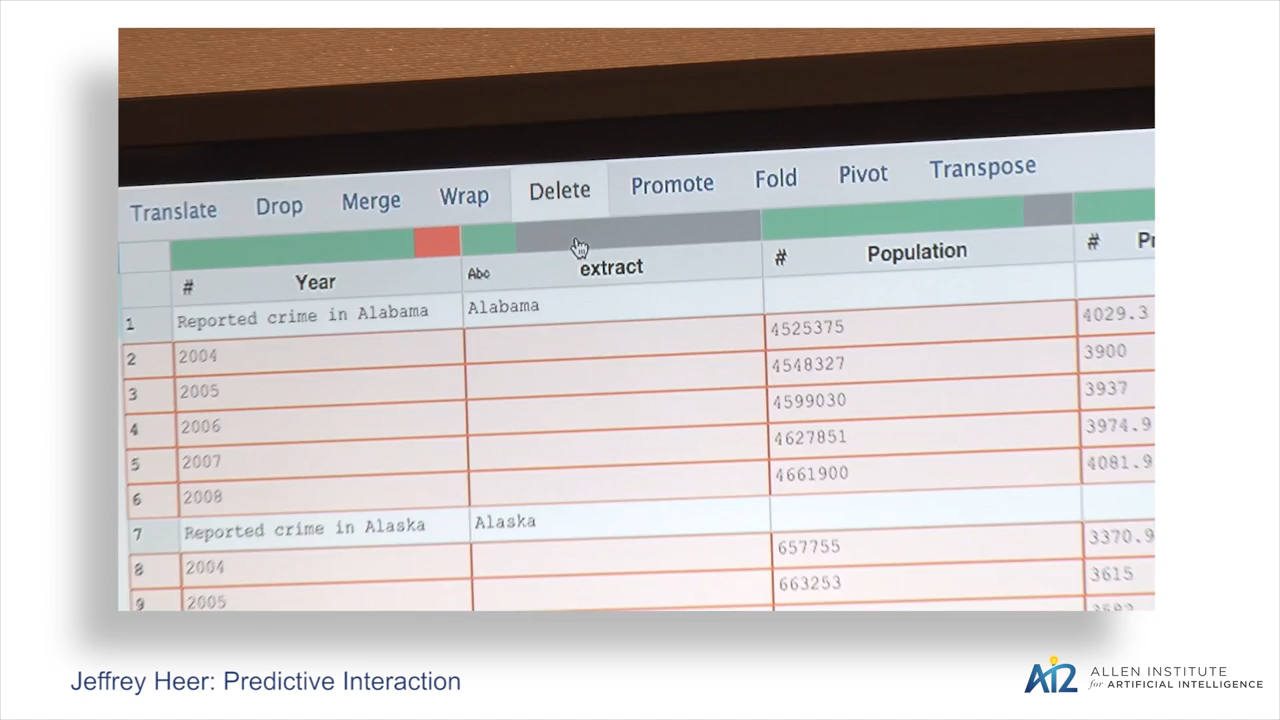 Translate Drop Merge Wrap Delete Promote Fold Pivot Transpose
# Year Abc extract # Population #
1 Reported crime in Alabama Alabama
2 2004 4525375 4029.3
3 2005 4548327 3900
4 2006 4599030 3937
5 2007 4627851 3974.9
6 2008 4661900 4081.9
7 Reported crime in Alaska Alaska
8 2004 657755 3370.9
9 2005 663253 3615
Jeffrey Heer: Predictive Interaction
AI2 ALLEN INSTITUTE
for ARTIFICIAL INTELLIGENCE